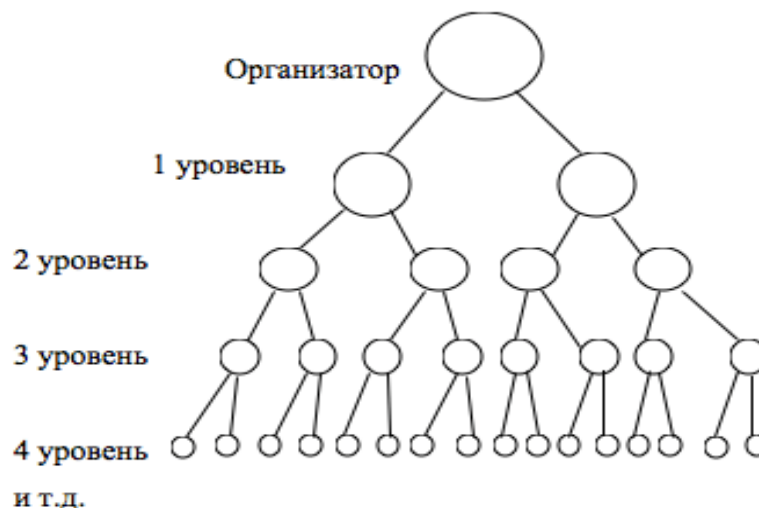 Организатор
1 уровень
2 уровень
3 уровень
4 уровень
и т.д.